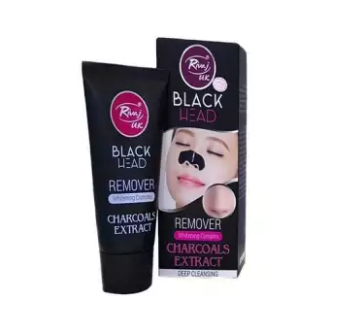 Rivaj
UK
BLACK
HEAD
REMOVER
Whitening Complex
CHARCOALS
EXTRACT
Rivaj
UK
BLACK
HEAD
REMOVER
Whitening Complex
CHARCOALS
EXTRACT
DEEP CLEANSING